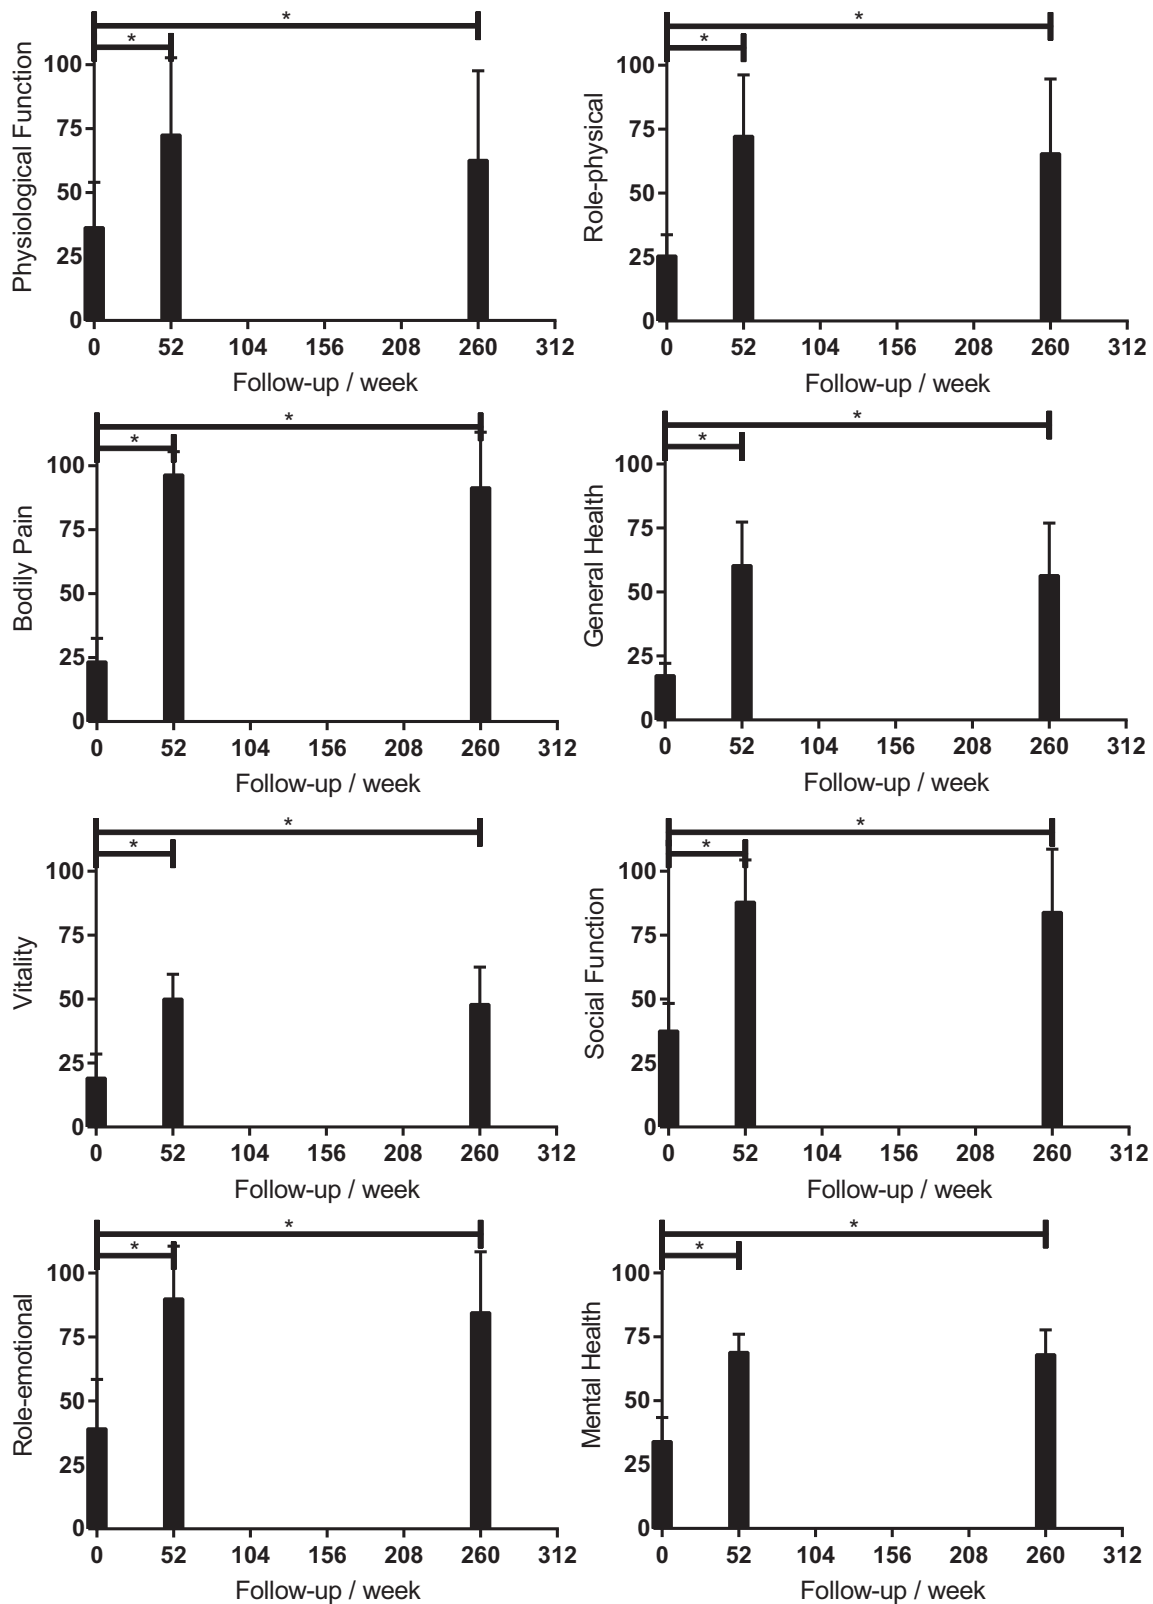 *
*
100
75
50
25
0
Physiological Function
0 52 104 156 208 260 312
Follow-up / week
*
*
100
75
50
25
0
Role-physical
0 52 104 156 208 260 312
Follow-up / week
*
*
100
75
50
25
0
Bodily Pain
0 52 104 156 208 260 312
Follow-up / week
*
*
100
75
50
25
0
General Health
0 52 104 156 208 260 312
Follow-up / week
*
*
100
75
50
25
0
Vitality
0 52 104 156 208 260 312
Follow-up / week
*
*
100
75
50
25
0
Social Function
0 52 104 156 208 260 312
Follow-up / week
*
*
100
75
50
25
0
Role-emotional
0 52 104 156 208 260 312
Follow-up / week
*
*
100
75
50
25
0
Mental Health
0 52 104 156 208 260 312
Follow-up / week